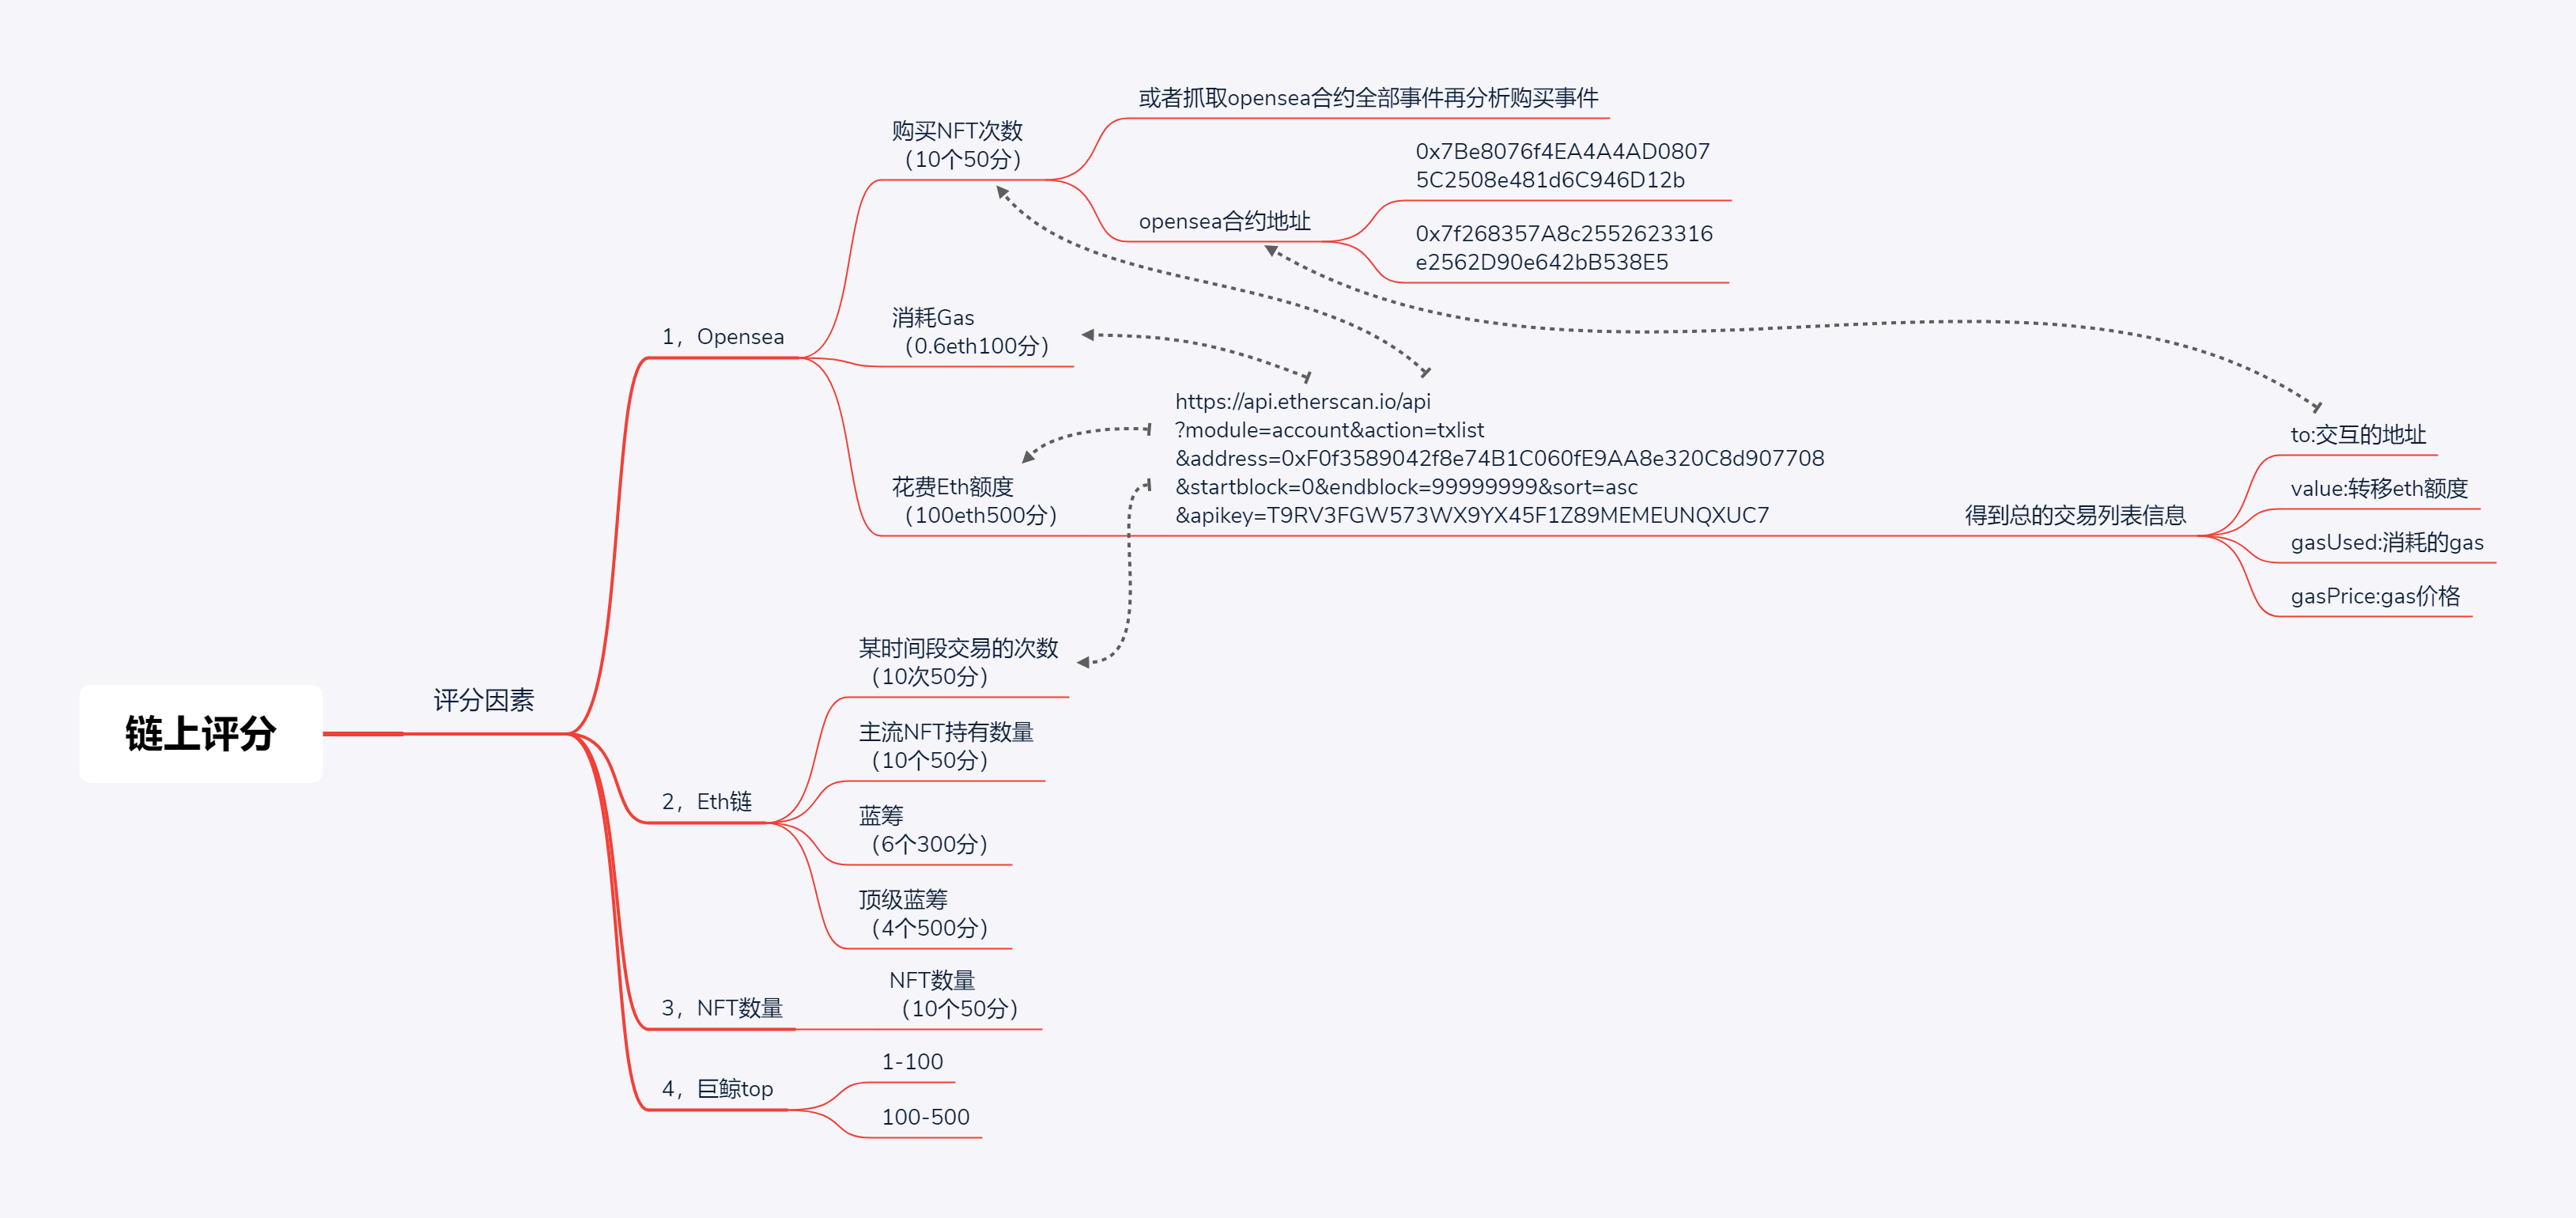 链上评分
评分因素
1，Opensea
购买NFT次数
（10个50分）
或者抓取opensea合约全部事件再分析购买事件
opensea合约地址
0x7Be8076f4EA4A4AD0807
5C2508e481d6C946D12b
0x7f268357A8c2552623316
e2562D90e642bB538E5
消耗Gas
（0.6eth100分）
花费Eth额度
（100eth500分）
https://api.etherscan.io/api
?module=account&action=txlist
&address=0xF0f3589042f8e74B1C060fE9AA8e320C8d907708
&startblock=0&endblock=99999999&sort=asc
&apikey=T9RV3FGW573WX9YX45F1Z89MEMEUNQXUC7
得到总的交易列表信息
to:交互的地址
value:转移eth额度
gasUsed:消耗的gas
gasPrice:gas价格
2，Eth链
某时间段交易的次数
（10次50分）
主流NFT持有数量
（10个50分）
蓝筹
（6个300分）
顶级蓝筹
（4个500分）
3，NFT数量
NFT数量
（10个50分）
4，巨鲸top
1-100
100-500